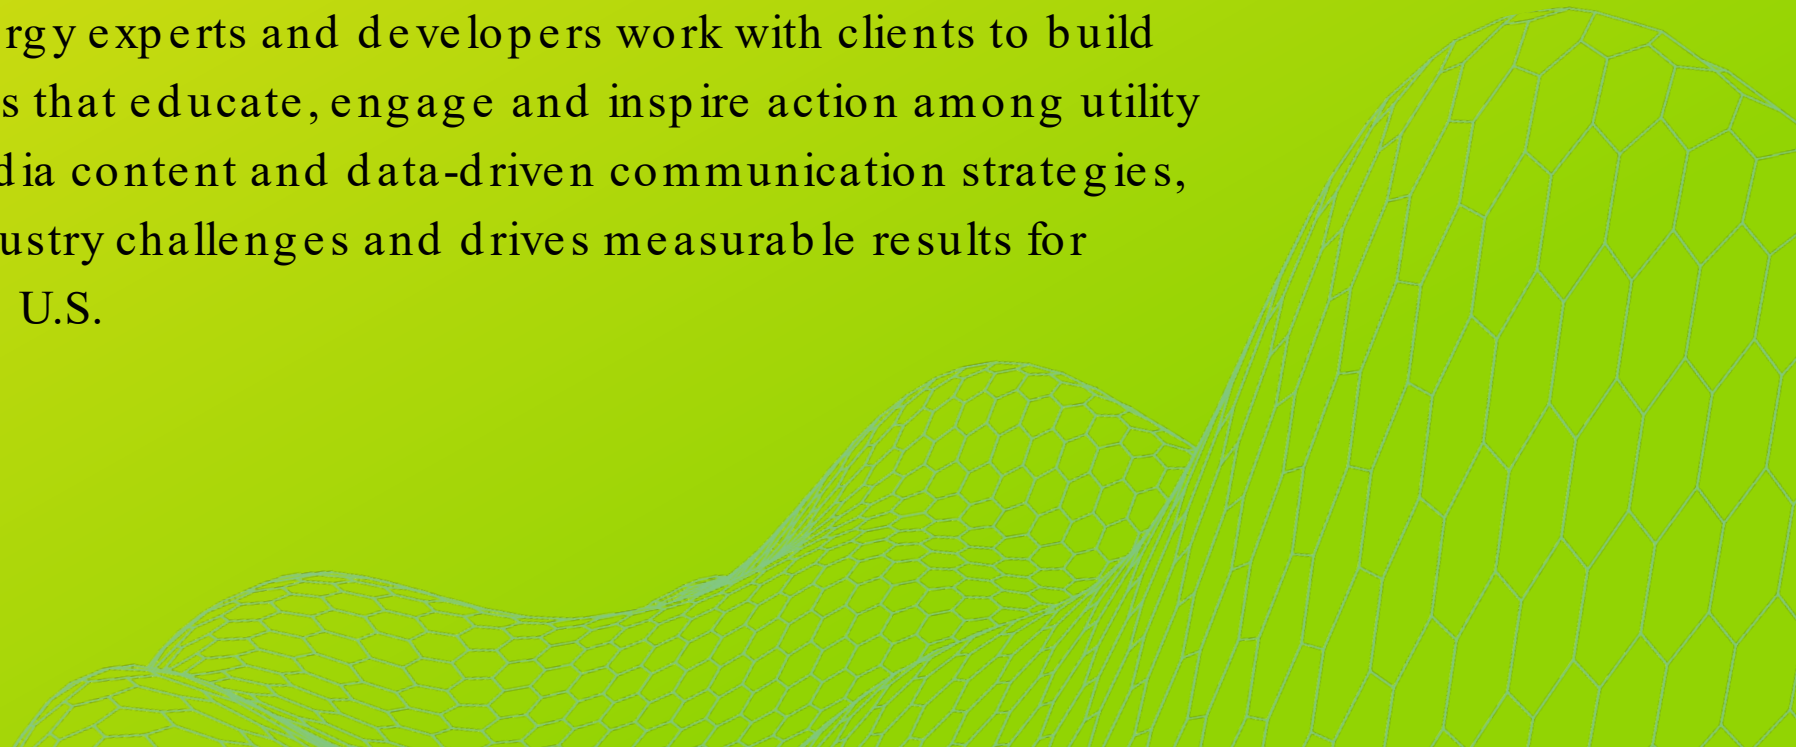 rgy experts and developers work with clients to build
s that educate, engage and inspire action among utility
dia content and data-driven communication strategies,
ustry challenges and drives measurable results for
U.S.